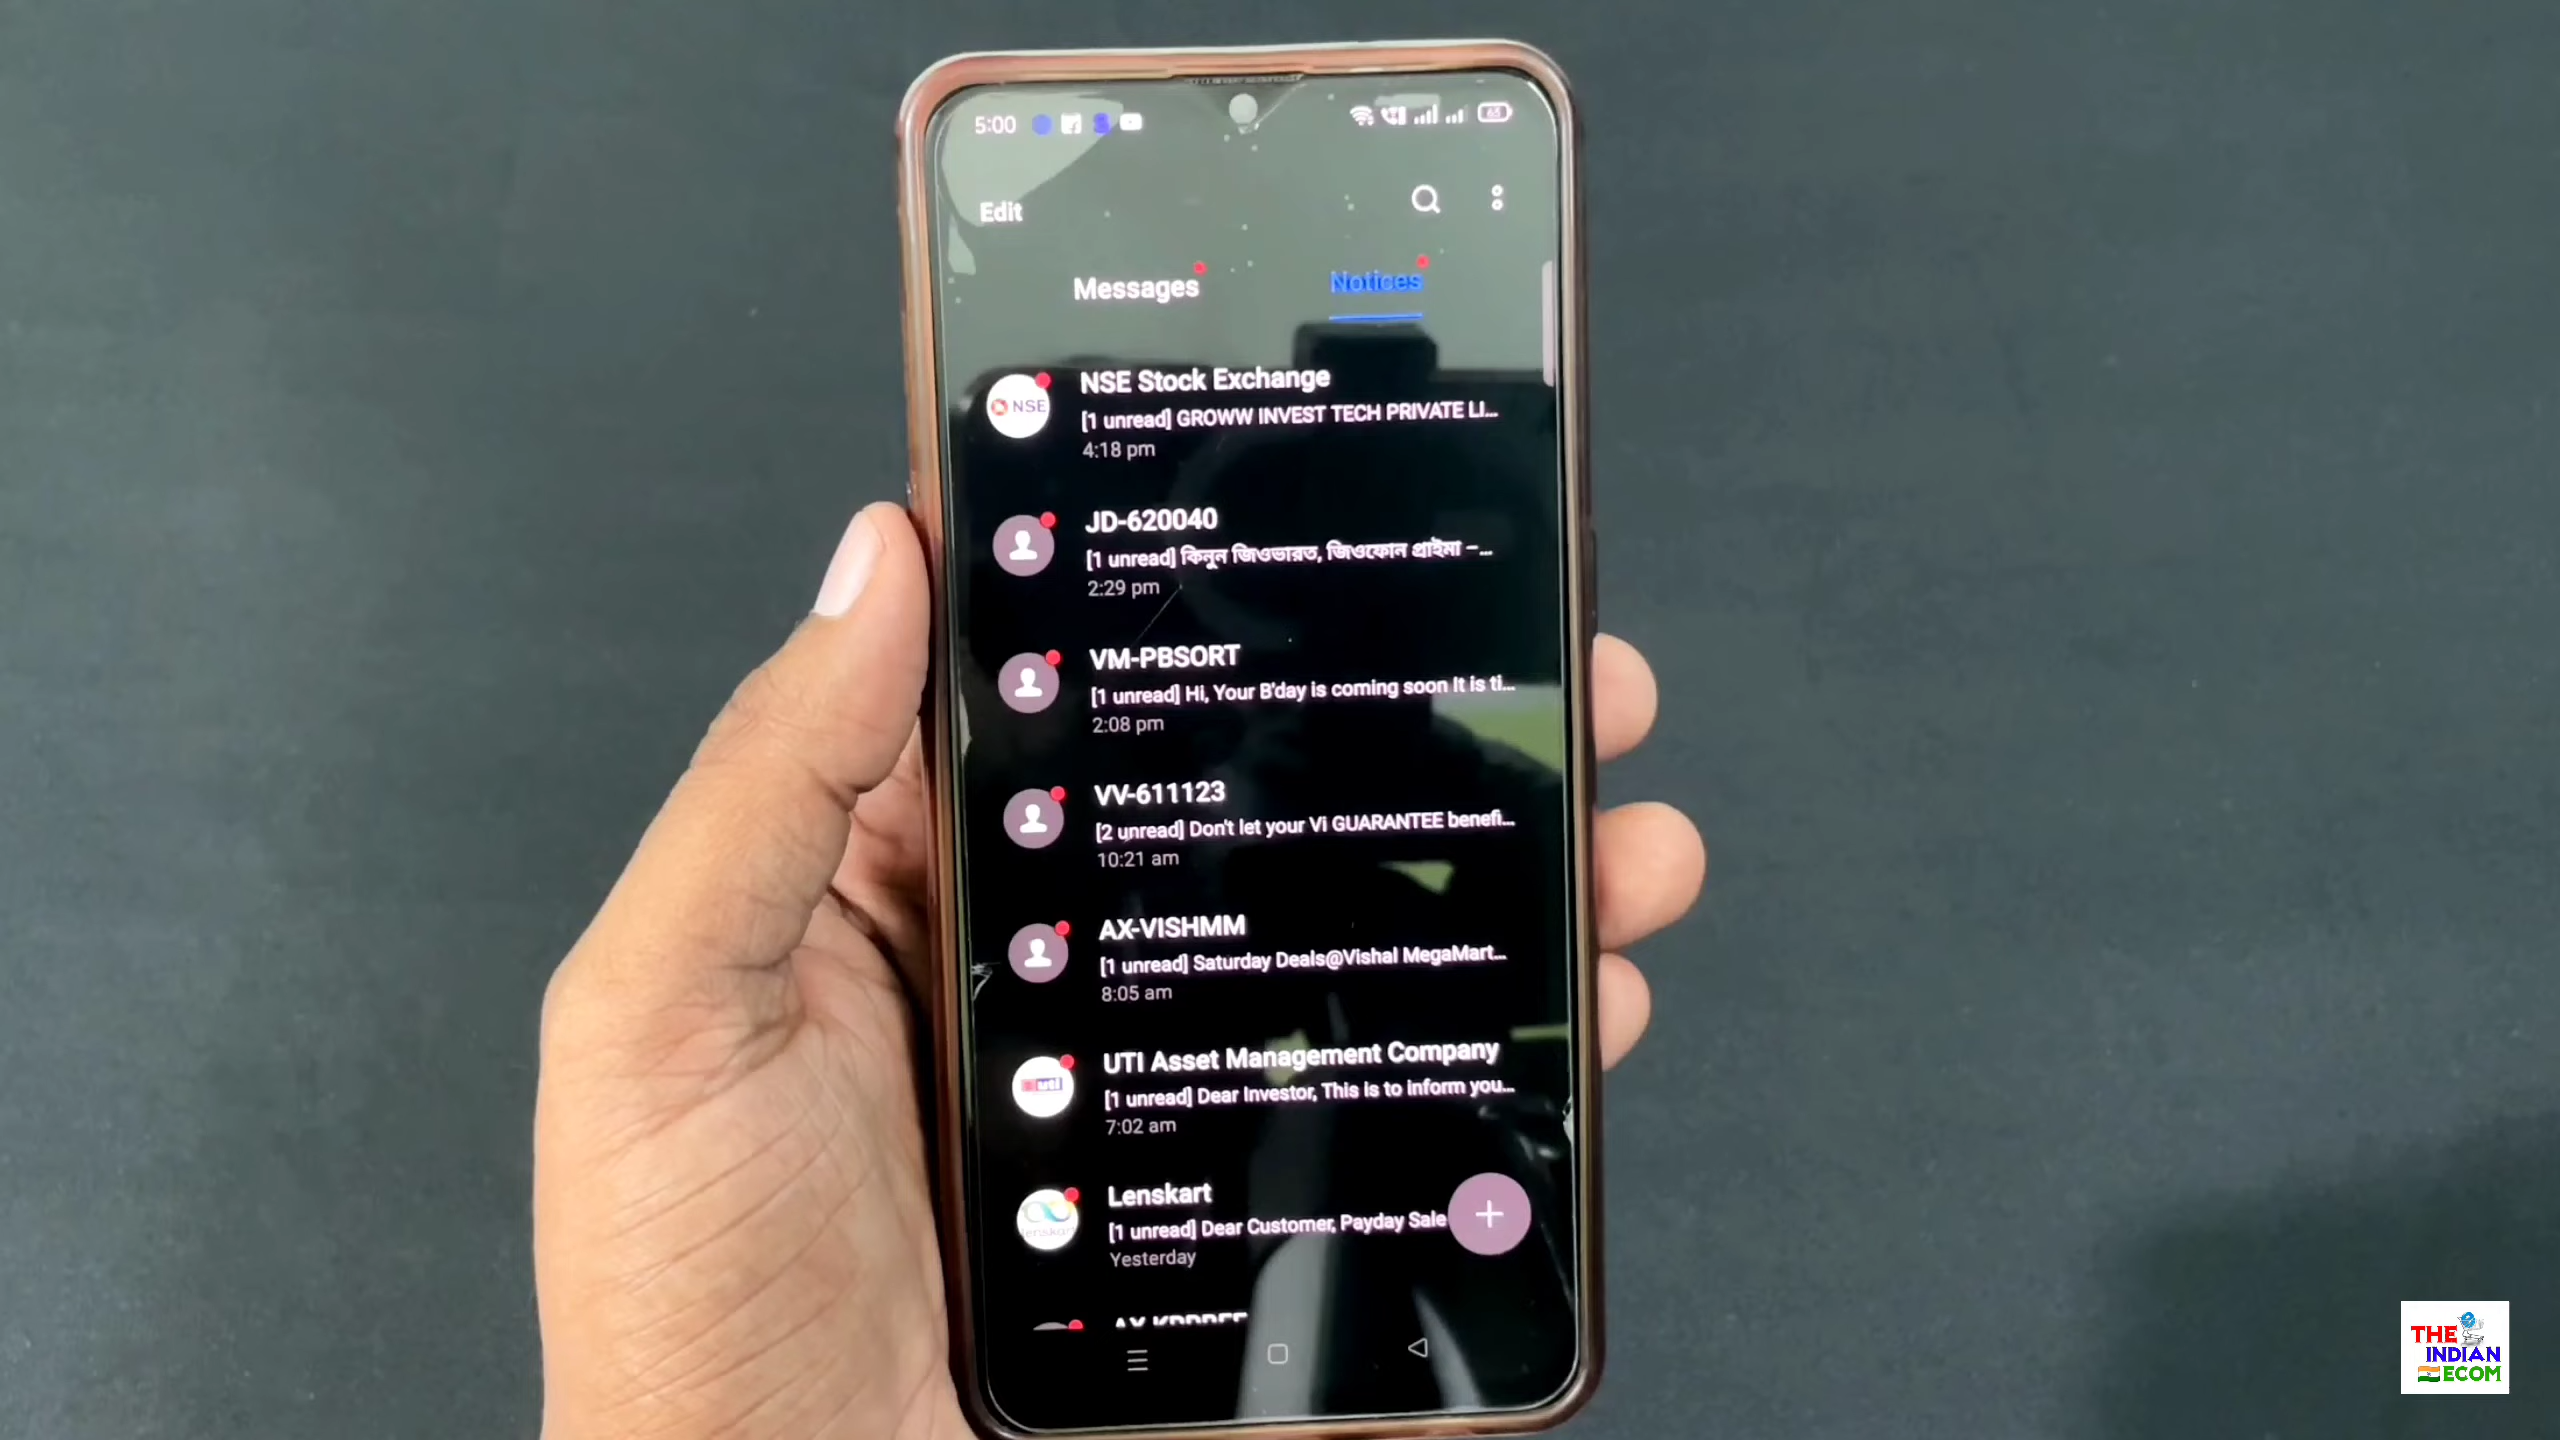 5:00
65
Edit
Messages
Notices
NSE Stock Exchange
NSE
[1 unread] GROWW INVEST TECH PRIVATE LI...
4:18 pm
JD-620040
[1 unread] কিনুন জিওভারত, জিওফোন প্রাইমা –...
2:29 pm
VM-PBSORT
[1 unread] Hi, Your B'day is coming soon It is ti...
2:08 pm
VV-611123
[2 unread] Don't let your Vi GUARANTEE benefi...
10:21 am
AX-VISHMM
[1 unread] Saturday Deals@Vishal MegaMart...
8:05 am
UTI Asset Management Company
uti
[1 unread] Dear Investor, This is to inform you...
7:02 am
Lenskart
lenskart
[1 unread] Dear Customer, Payday Sale
Yesterday
THE
INDIAN
ECOM